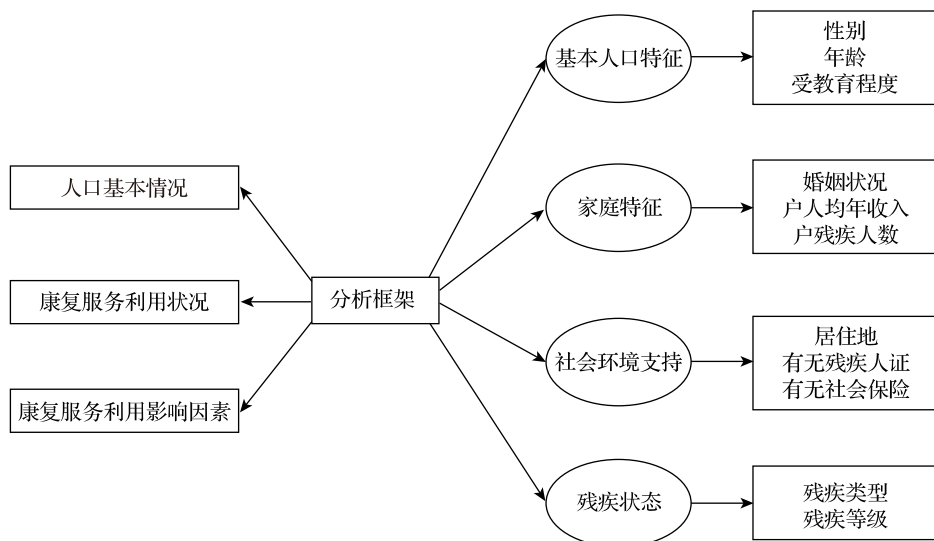 人口基本情况
康复服务利用状况
康复服务利用影响因素
分析框架
基本人口特征
性别
年龄
受教育程度
家庭特征
婚姻状况
户人均年收入
户残疾人数
社会环境支持
居住地
有无残疾人证
有无社会保险
残疾状态
残疾类型
残疾等级